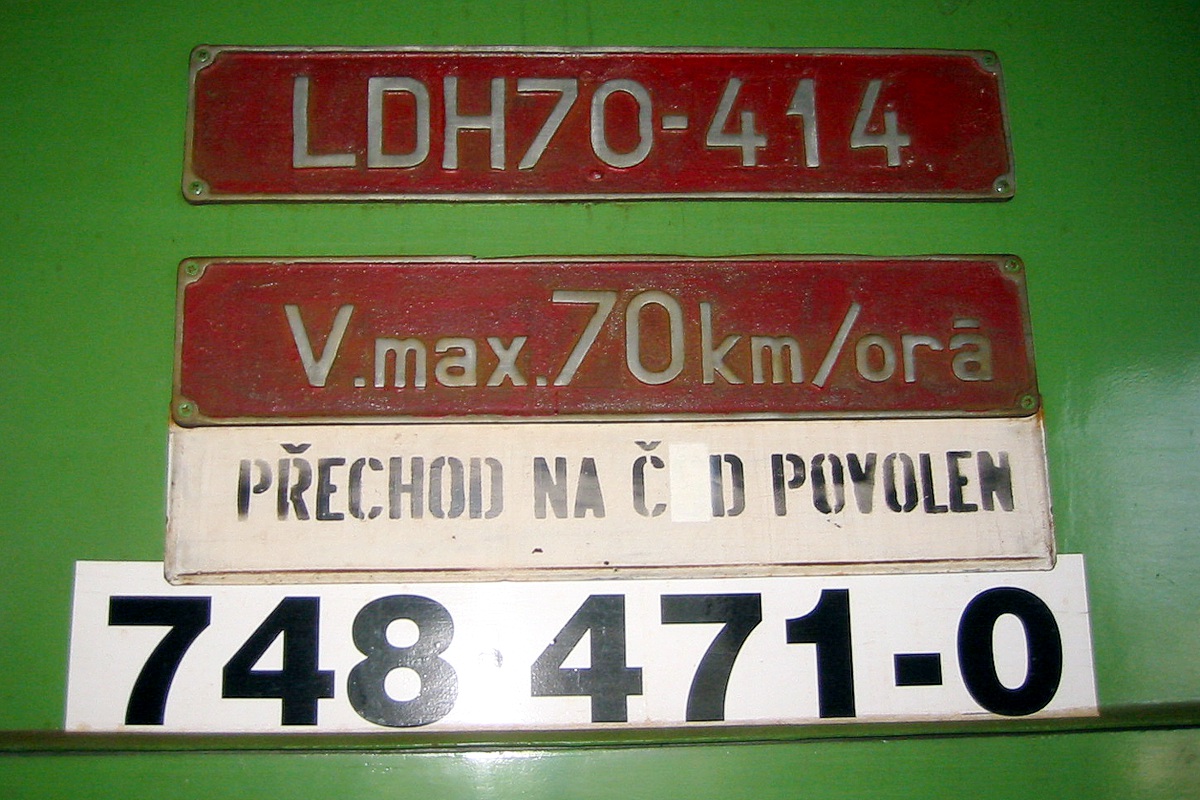 LDH70-414
V.max.70km/oră
PŘECHOD NA Č D POVOLEN
748 471-0